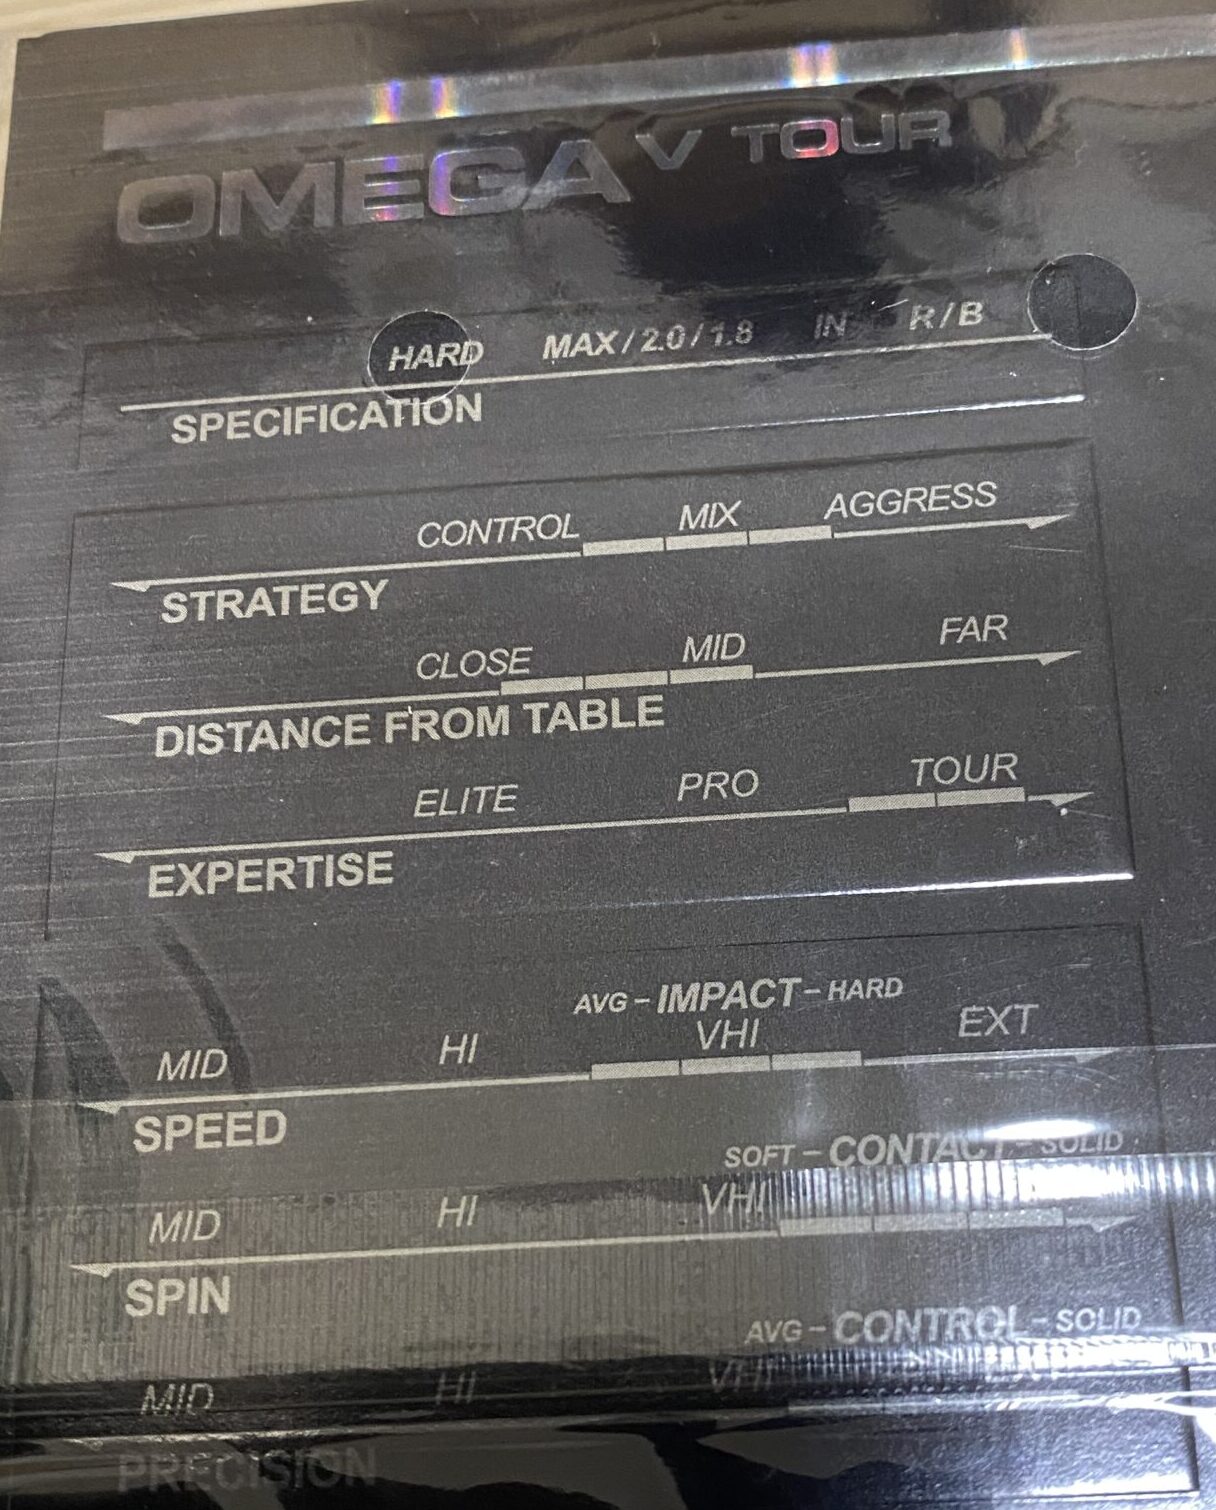 OMEGA V TOUR
HARD MAX / 2.0 / 1.8 IN R / B
SPECIFICATION
CONTROL MIX AGGRESS
STRATEGY
CLOSE MID FAR
DISTANCE FROM TABLE
ELITE PRO TOUR
EXPERTISE
AVG - IMPACT - HARD
MID HI VHI EXT
SPEED
SOFT - CONTACT - SOLID
MID HI VHI
SPIN
AVG - CONTROL - SOLID
MID HI VHI
PRECISION